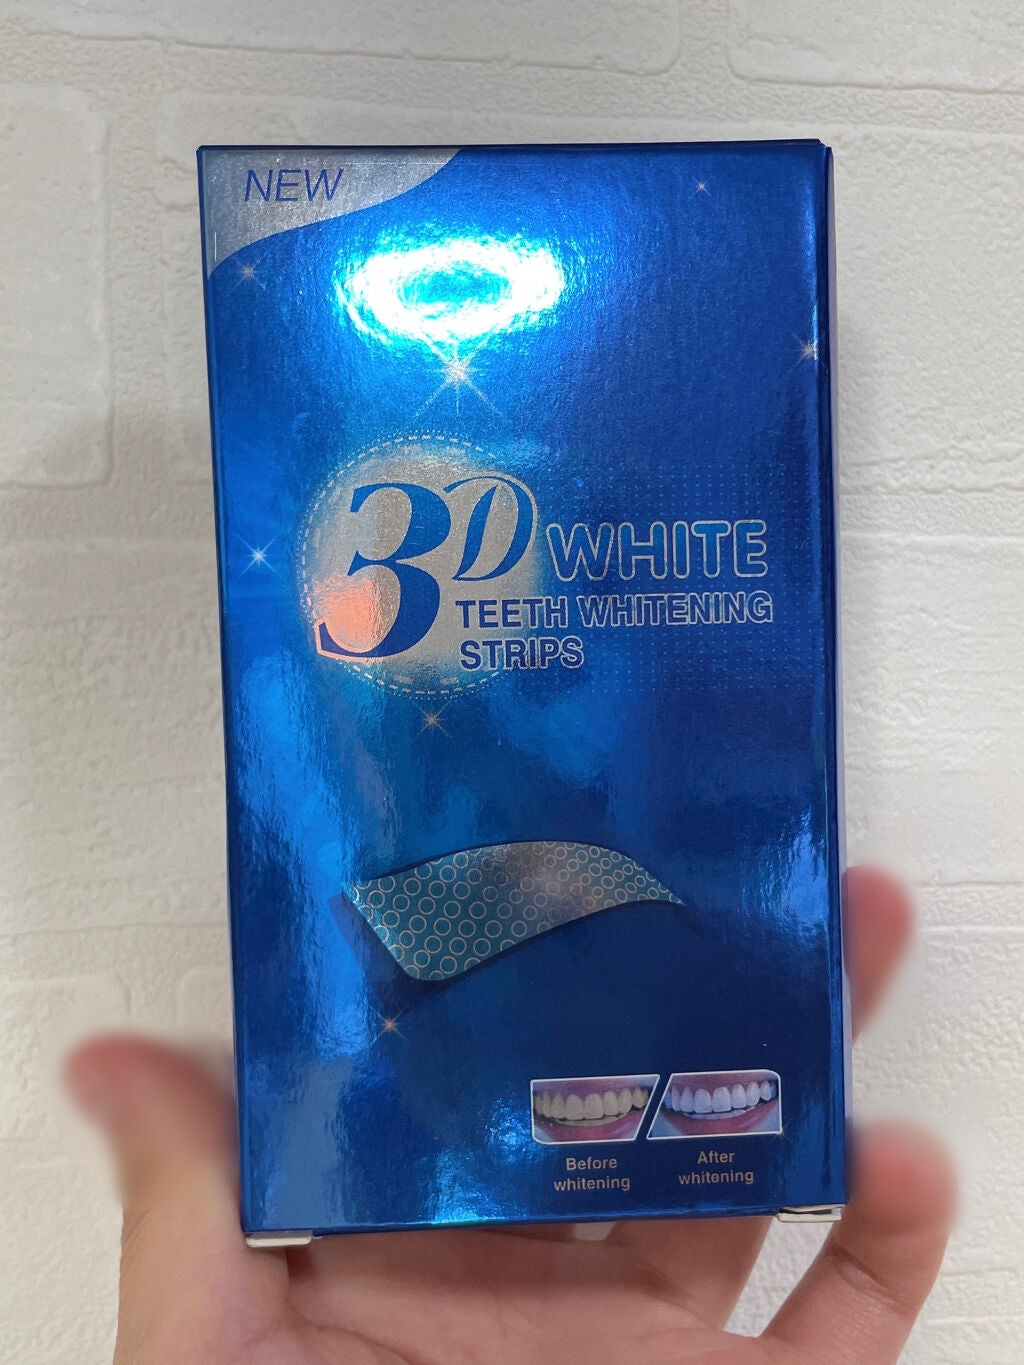 NEW
3D WHITE
TEETH WHITENING
STRIPS
Before
whitening
After
whitening